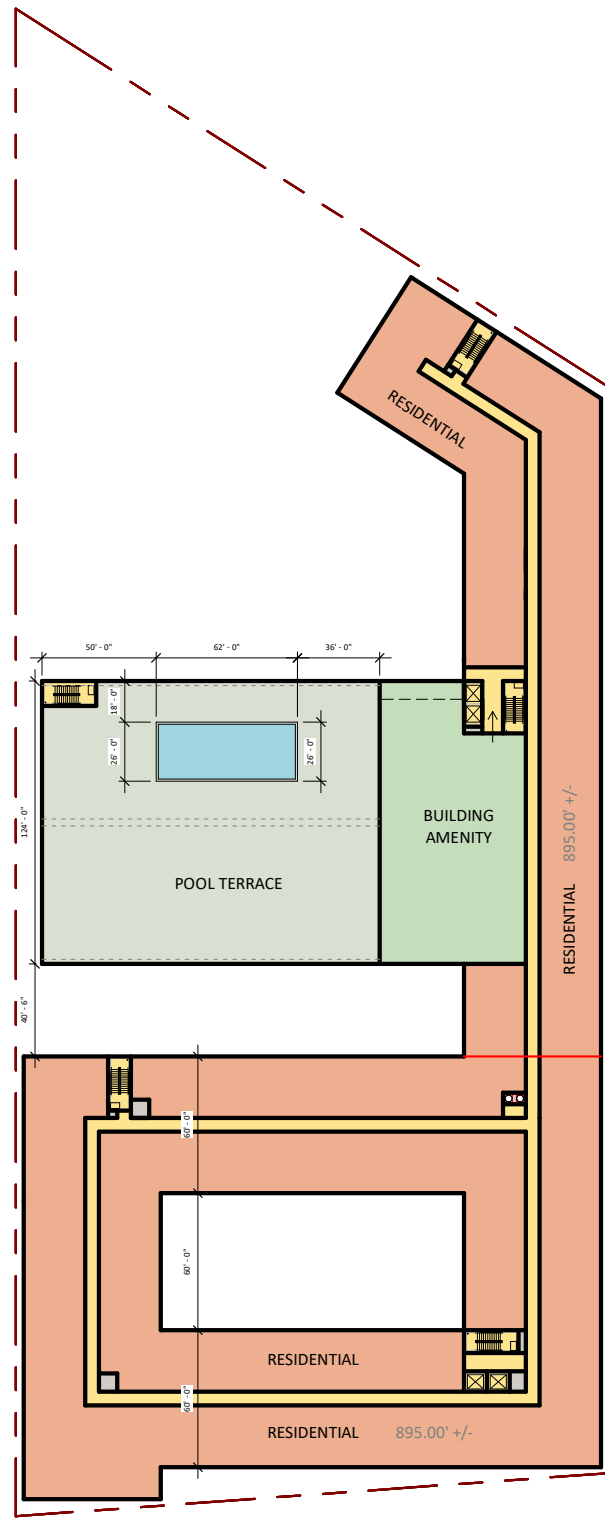 RESIDENTIAL
50' - 0"
62' - 0"
36' - 0"
18' - 0"
26' - 0"
26' - 0"
124' - 0"
BUILDING
AMENITY
POOL TERRACE
RESIDENTIAL 895.00' +/-
40' - 6"
60' - 0"
60' - 0"
RESIDENTIAL
60' - 0"
RESIDENTIAL 895.00' +/-